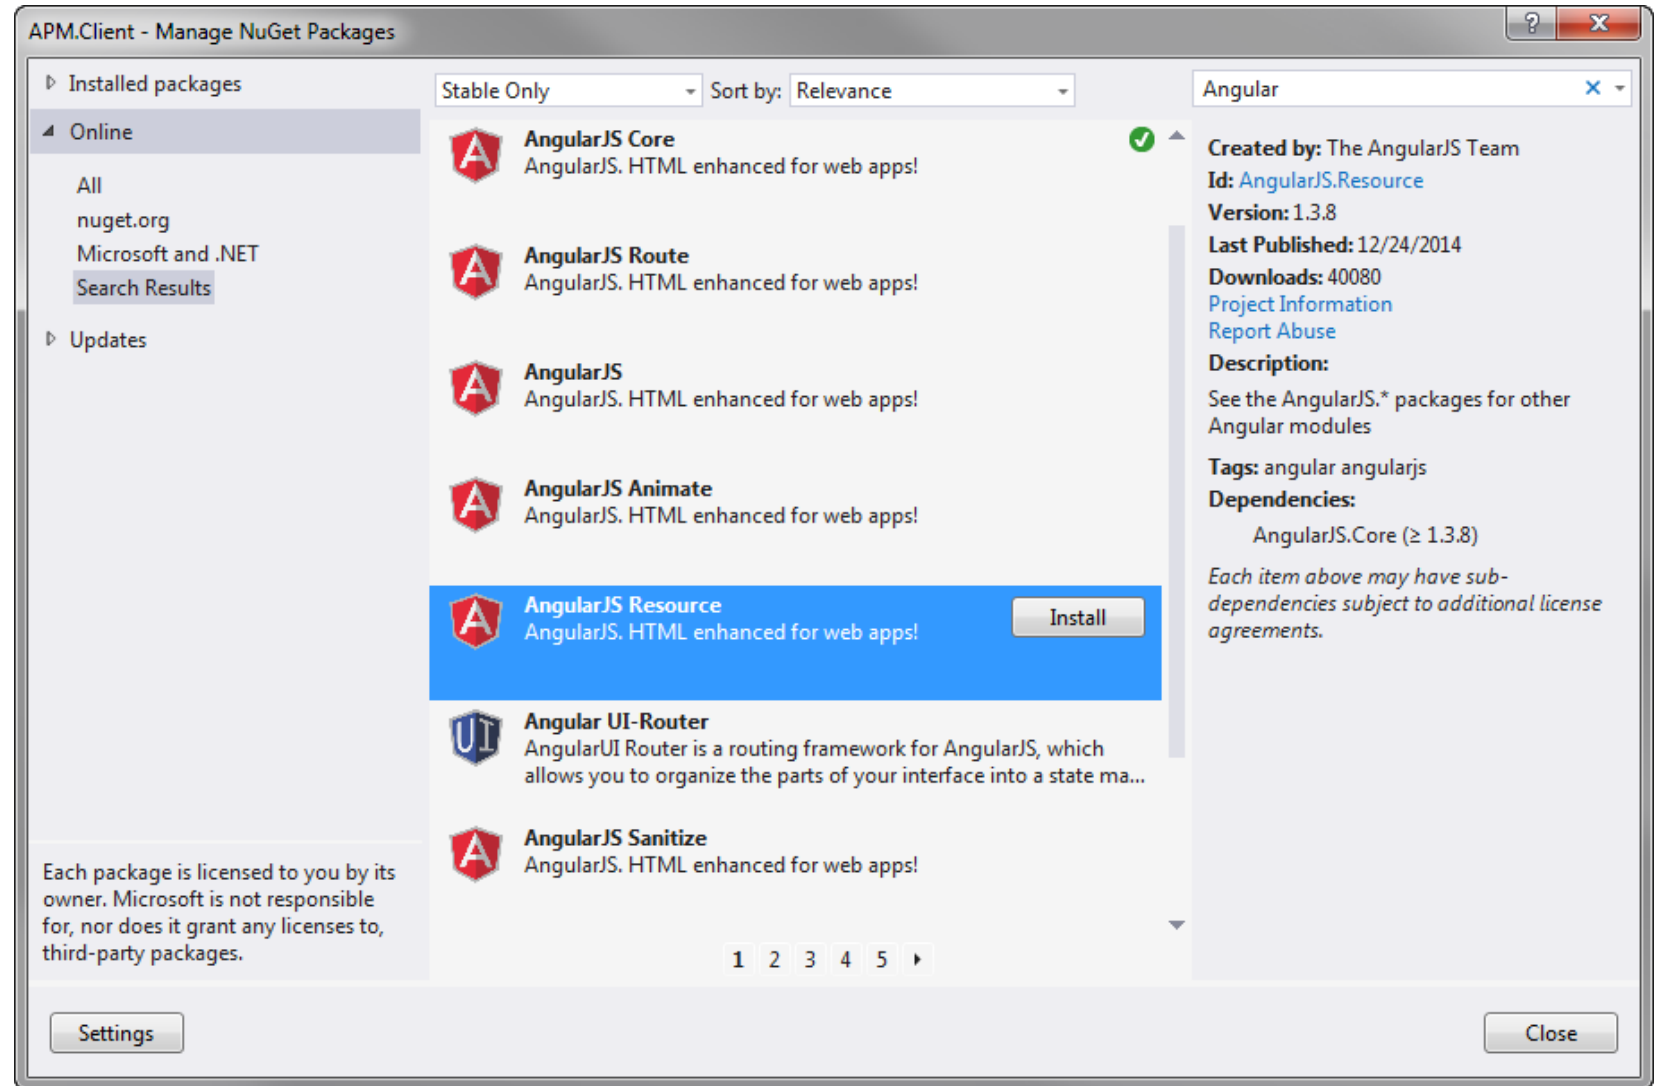 APM.Client - Manage NuGet Packages
?
X
Installed packages
Online
All
nuget.org
Microsoft and .NET
Search Results
Updates
Each package is licensed to you by its
owner. Microsoft is not responsible
for, nor does it grant any licenses to,
third-party packages.
Stable Only
Sort by: Relevance
AngularJS Core
AngularJS. HTML enhanced for web apps!
AngularJS Route
AngularJS. HTML enhanced for web apps!
AngularJS
AngularJS. HTML enhanced for web apps!
AngularJS Animate
AngularJS. HTML enhanced for web apps!
AngularJS Resource
AngularJS. HTML enhanced for web apps!
Install
UI
Angular UI-Router
AngularUI Router is a routing framework for AngularJS, which
allows you to organize the parts of your interface into a state ma...
AngularJS Sanitize
AngularJS. HTML enhanced for web apps!
1 2 3 4 5
Angular
Created by: The AngularJS Team
Id: AngularJS.Resource
Version: 1.3.8
Last Published: 12/24/2014
Downloads: 40080
Project Information
Report Abuse
Description:
See the AngularJS.* packages for other
Angular modules
Tags: angular angularjs
Dependencies:
AngularJS.Core (≥ 1.3.8)
Each item above may have sub-
dependencies subject to additional license
agreements.
Settings
Close